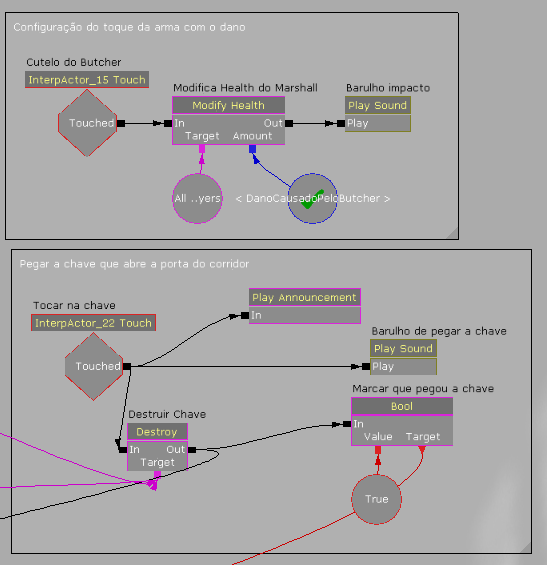 Configuração do toque da arma com o dano
Cutelo do Butcher
InterpActor_15 Touch
Touched
Modifica Health do Marshall
Modify Health
In
Out
Target
Amount
Barulho impacto
Play Sound
Play
All ..yers
< DanoCausadoPeloButcher >
Pegar a chave que abre a porta do corridor
Tocar na chave
InterpActor_22 Touch
Touched
Play Announcement
In
Barulho de pegar a chave
Play Sound
Play
Marcar que pegou a chave
Bool
In
Value
Target
Destruir Chave
Destroy
In
Out
Target
True